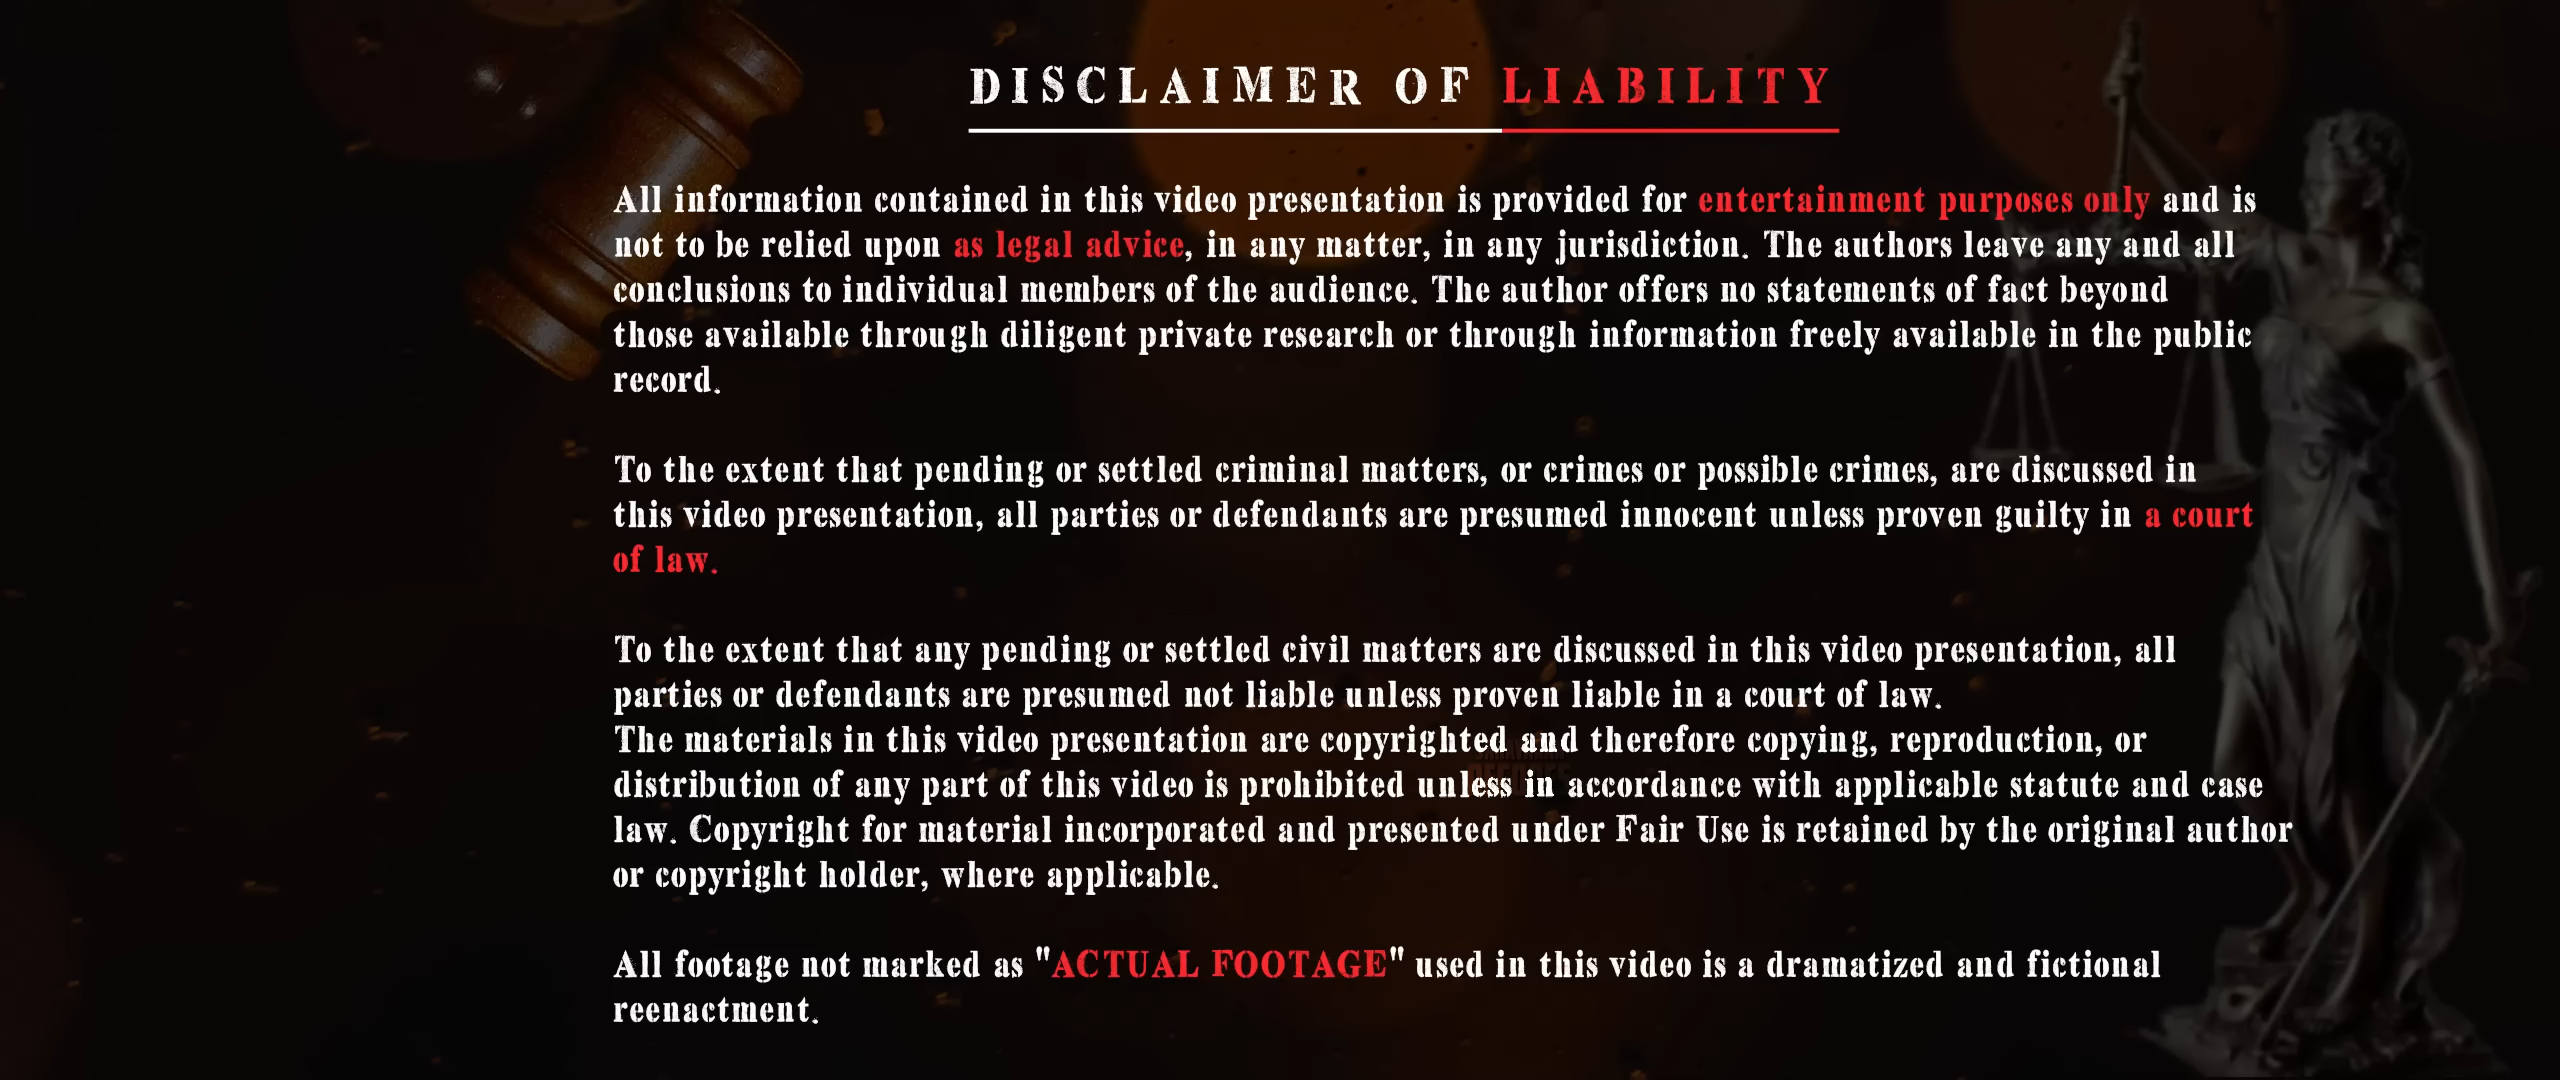 DISCLAIMER OF LIABILITY
All information contained in this video presentation is provided for entertainment purposes only and is
not to be relied upon as legal advice, in any matter, in any jurisdiction. The authors leave any and all
conclusions to individual members of the audience. The author offers no statements of fact beyond
those available through diligent private research or through information freely available in the public
record.
To the extent that pending or settled criminal matters, or crimes or possible crimes, are discussed in
this video presentation, all parties or defendants are presumed innocent unless proven guilty in a court
of law.
To the extent that any pending or settled civil matters are discussed in this video presentation, all
parties or defendants are presumed not liable unless proven liable in a court of law.
The materials in this video presentation are copyrighted and therefore copying, reproduction, or
distribution of any part of this video is prohibited unless in accordance with applicable statute and case
law. Copyright for material incorporated and presented under Fair Use is retained by the original author
or copyright holder, where applicable.
All footage not marked as "ACTUAL FOOTAGE" used in this video is a dramatized and fictional
reenactment.